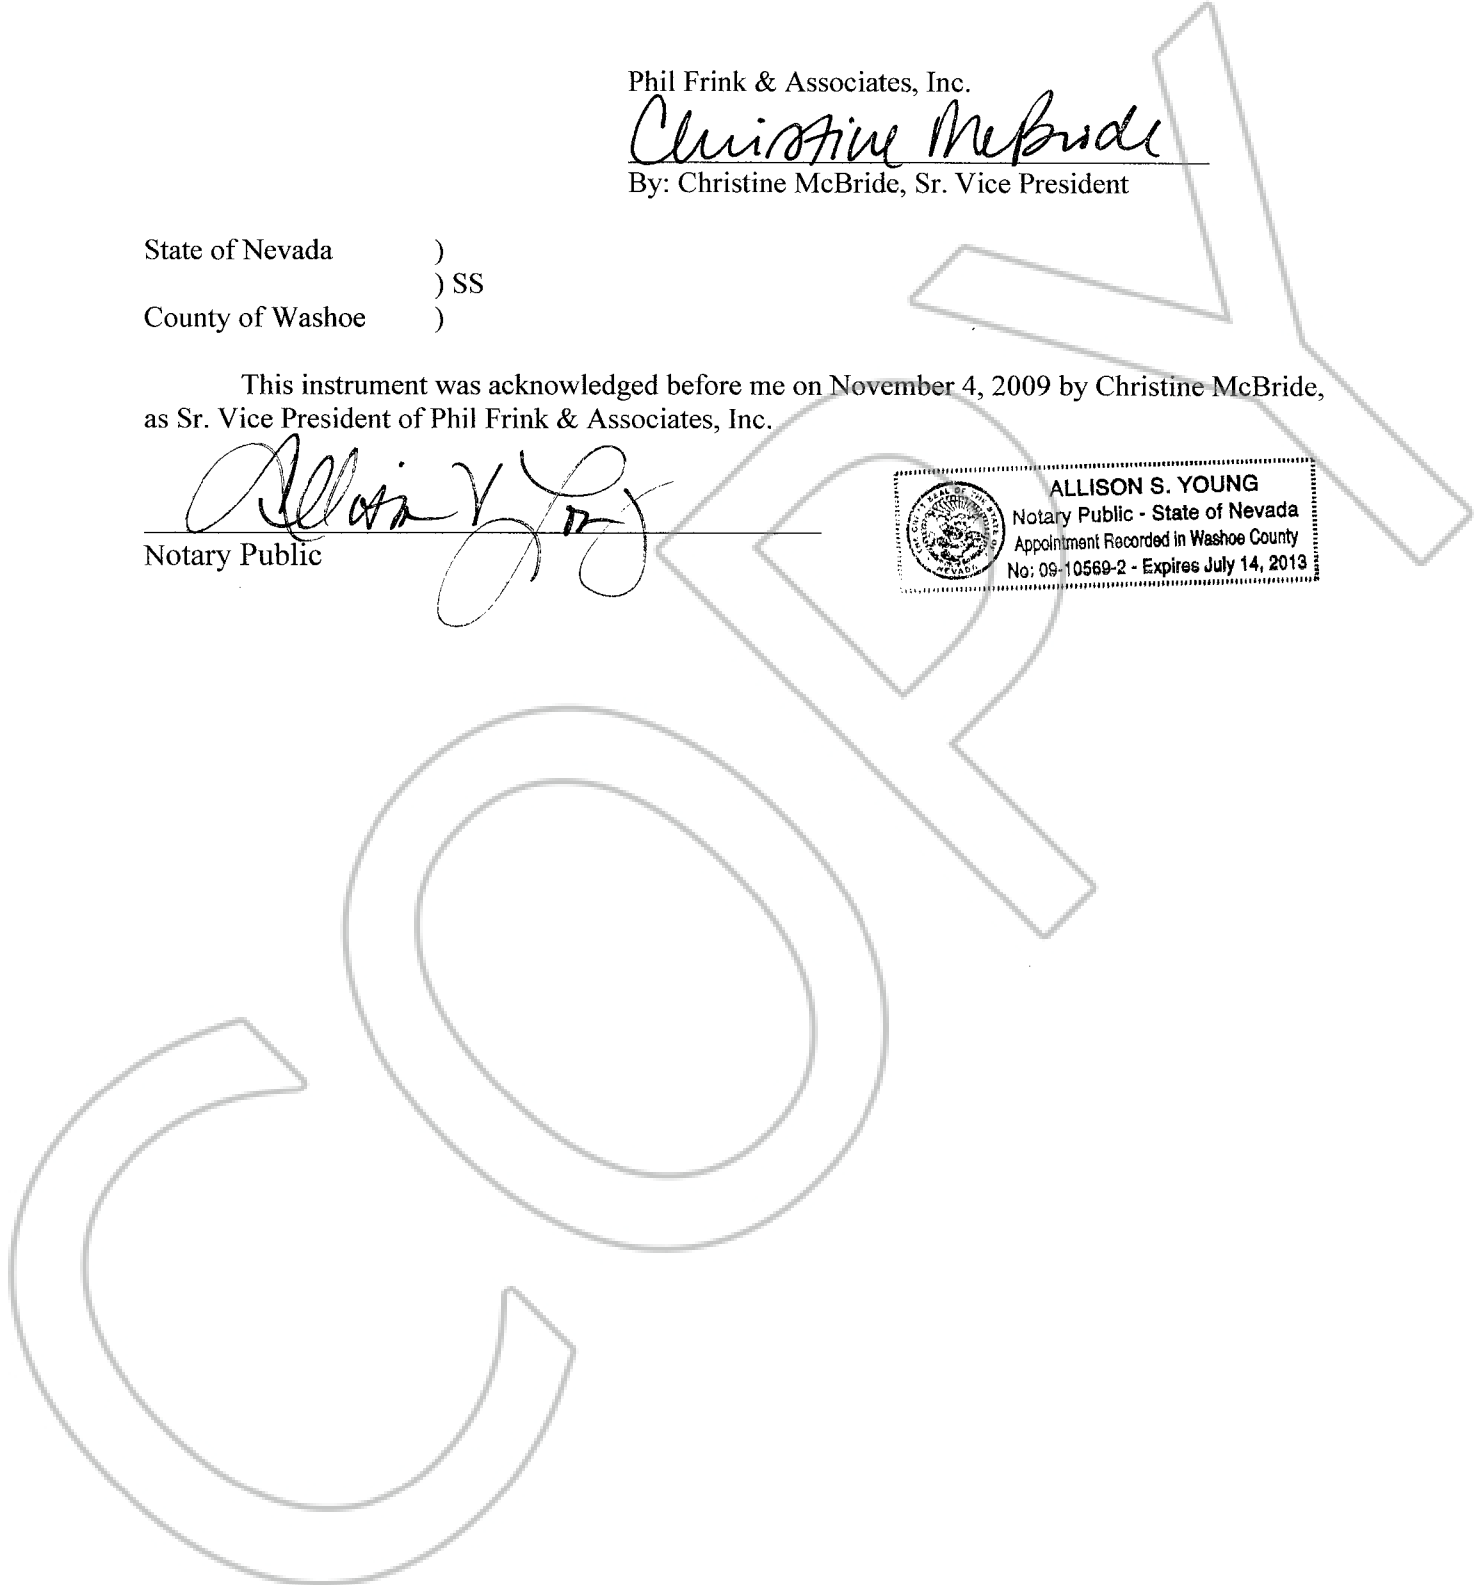 Phil Frink & Associates, Inc.
Christine McBride
By: Christine McBride, Sr. Vice President
State of Nevada )
) SS
County of Washoe )
This instrument was acknowledged before me on November 4, 2009 by Christine McBride,
as Sr. Vice President of Phil Frink & Associates, Inc.
Allison
Notary Public
ALLISON S. YOUNG
Notary Public - State of Nevada
Appointment Recorded in Washoe County
No: 09-10569-2 - Expires July 14, 2013
NEVADA
COPY